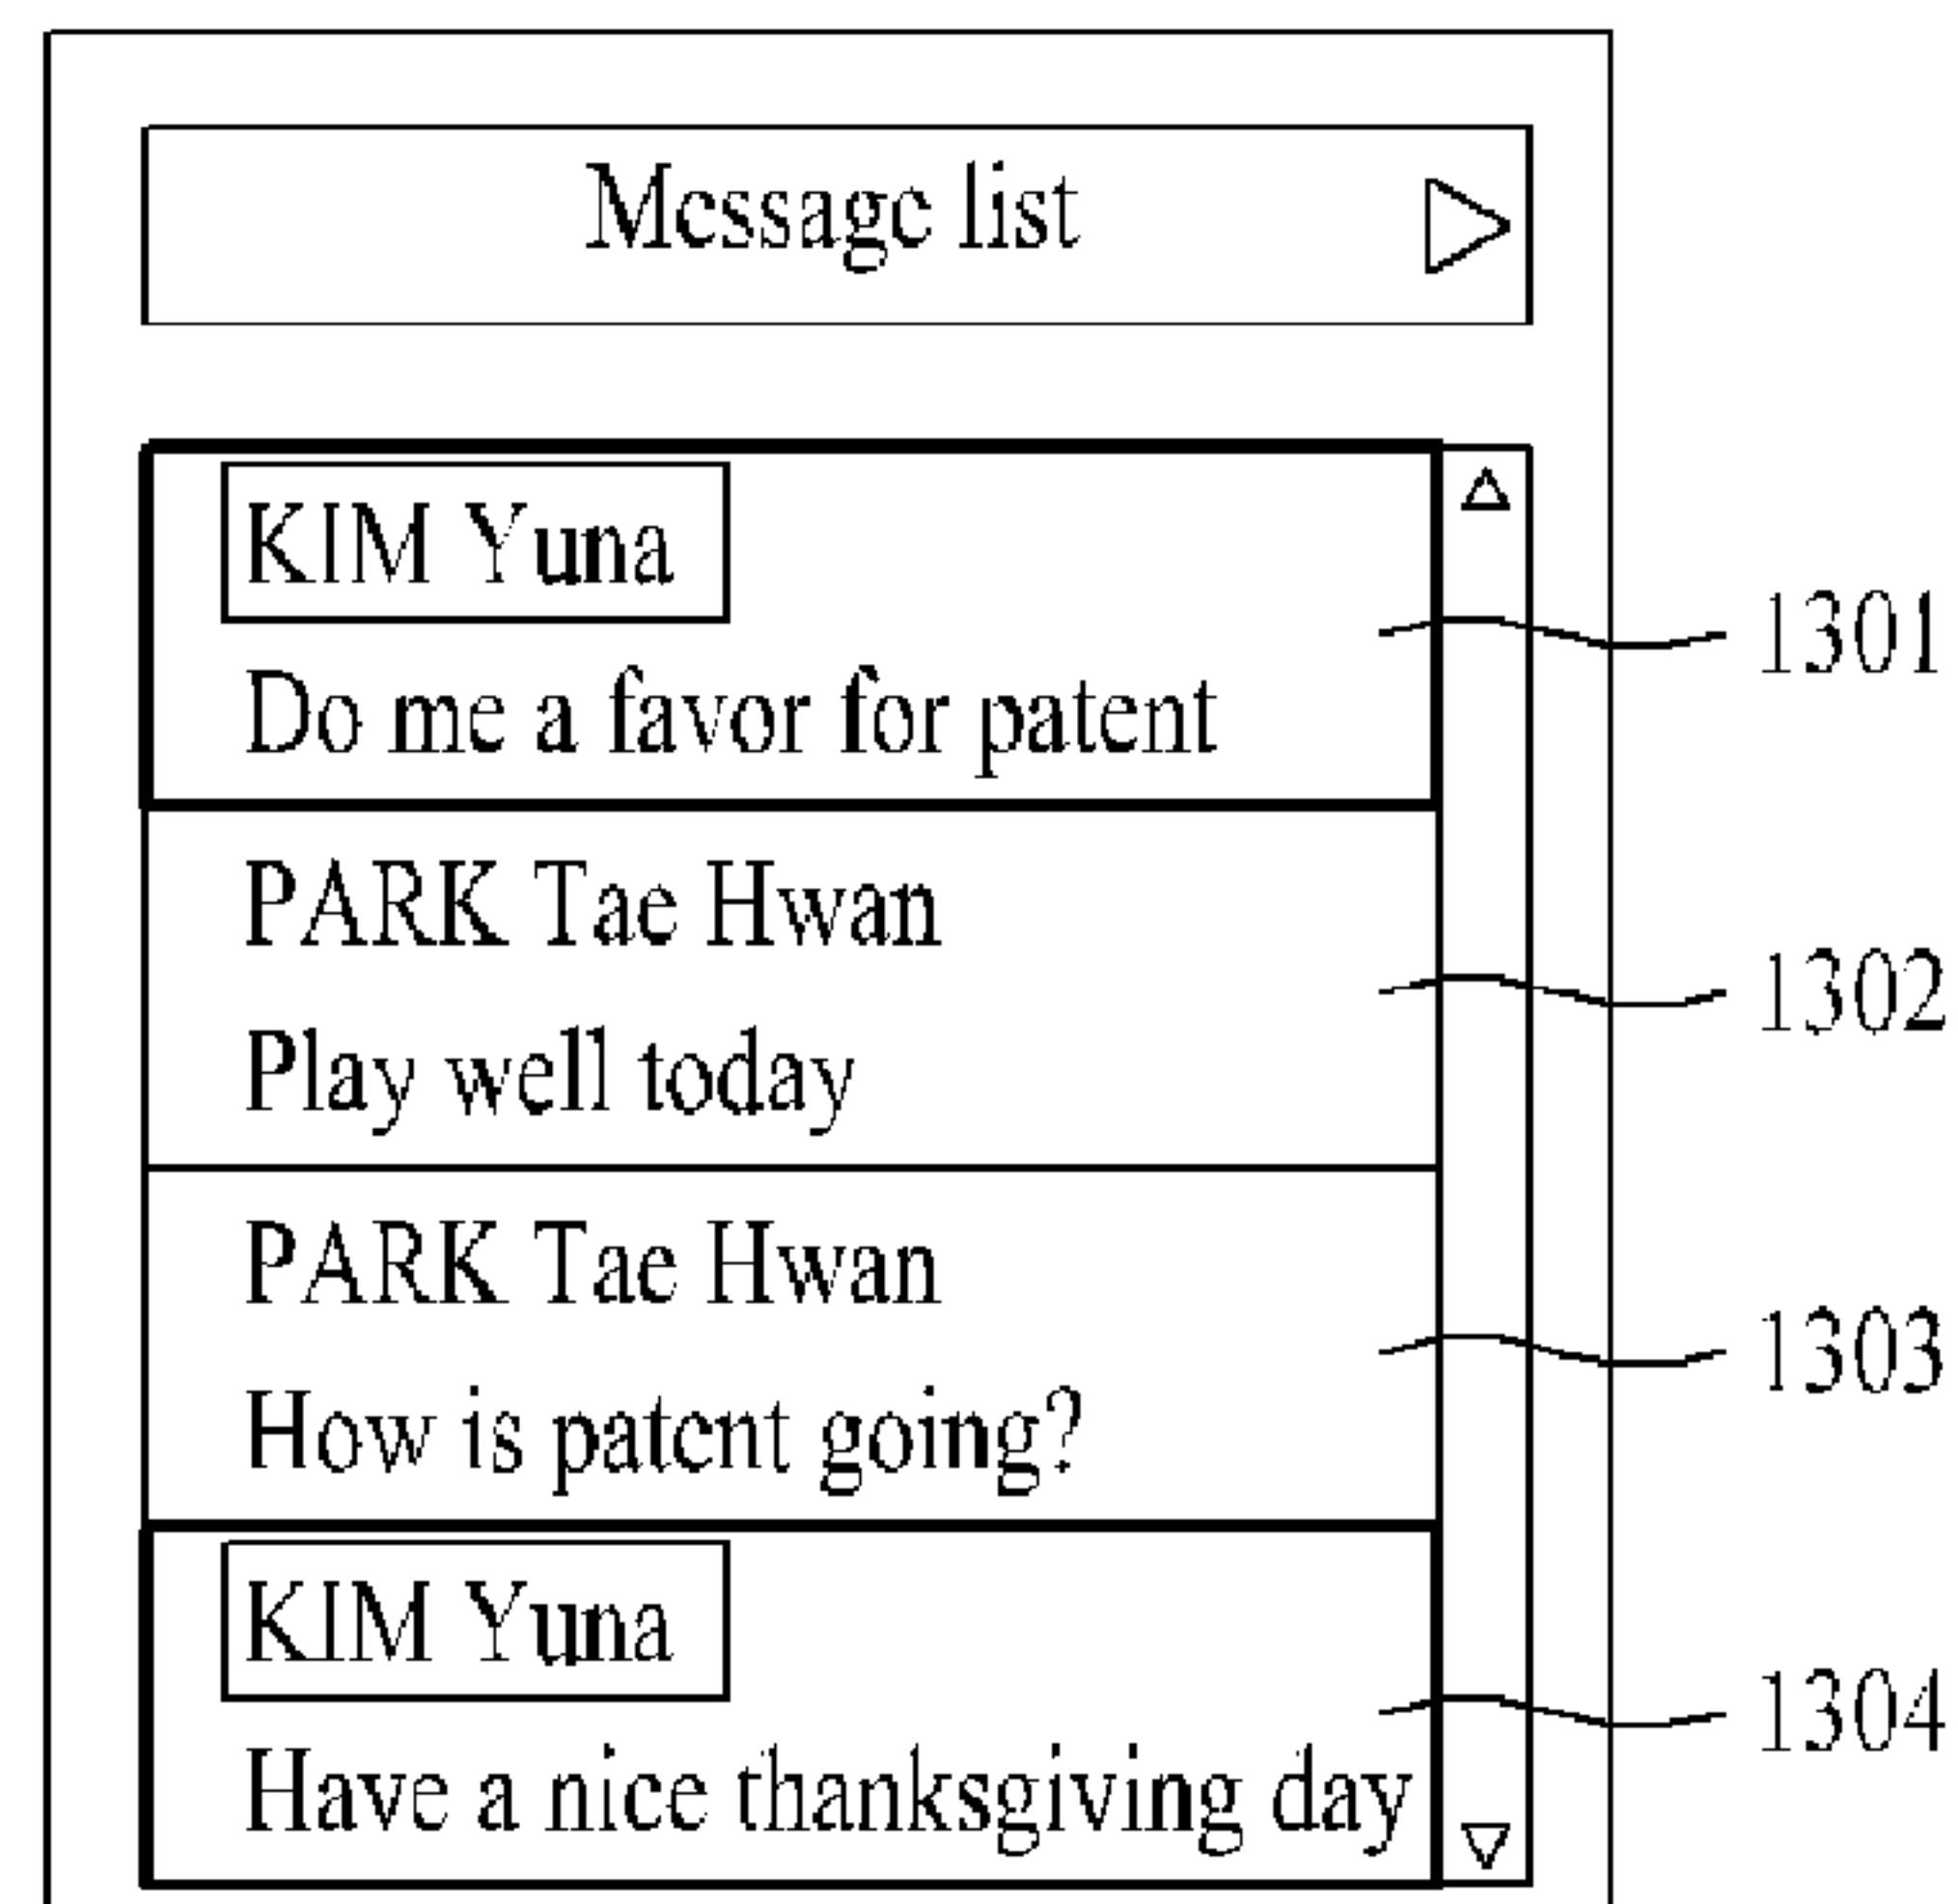 Message list
KIM Yuna
1301
Do me a favor for patent
PARK Tae Hwan
1302
Play well today
PARK Tae Hwan
1303
How is patent going?
KIM Yuna
1304
Have a nice thanksgiving day